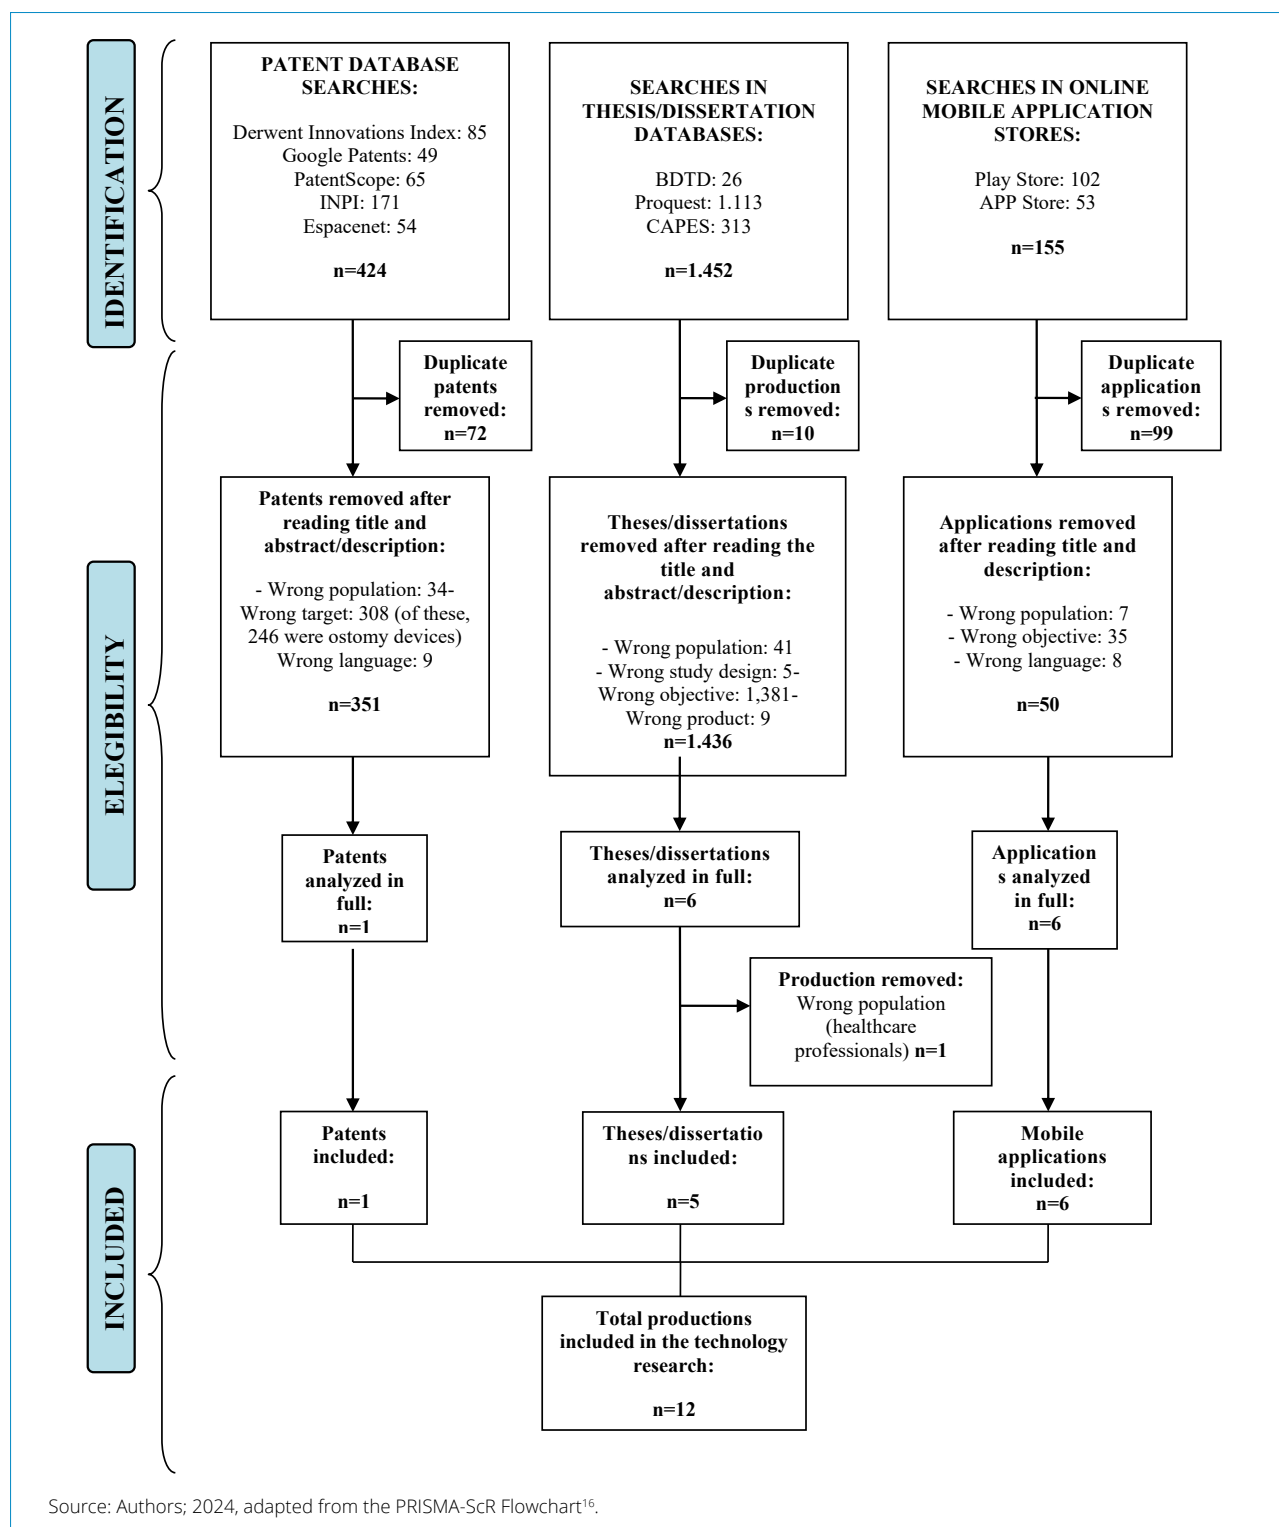 IDENTIFICATION
PATENT DATABASE
SEARCHES:
Derwent Innovations Index: 85
Google Patents: 49
PatentScope: 65
INPI: 171
Espacenet: 54
n=424
SEARCHES IN
THESIS/DISSERTATION
DATABASES:
BDTD: 26
Proquest: 1.113
CAPES: 313
n=1.452
SEARCHES IN ONLINE
MOBILE APPLICATION
STORES:
Play Store: 102
APP Store: 53
n=155
ELEGIBILITY
Duplicate
patents
removed:
n=72
Duplicate
production
s removed:
n=10
Duplicate
application
s removed:
n=99
Patents removed after
reading title and
abstract/description:
- Wrong population: 34-
Wrong target: 308 (of these,
246 were ostomy devices)
Wrong language: 9
n=351
Theses/dissertations
removed after reading the
title and
abstract/description:
- Wrong population: 41
- Wrong study design: 5-
Wrong objective: 1,381-
Wrong product: 9
n=1.436
Applications removed
after reading title and
description:
- Wrong population: 7
- Wrong objective: 35
- Wrong language: 8
n=50
Patents
analyzed in
full:
n=1
Theses/dissertations
analyzed in full:
n=6
Application
s analyzed
in full:
n=6
Production removed:
Wrong population
(healthcare
professionals) n=1
INCLUDED
Patents
included:
n=1
Theses/dissertatio
ns included:
n=5
Mobile
applications
included:
n=6
Total productions
included in the technology
research:
n=12
Source: Authors; 2024, adapted from the PRISMA-ScR Flowchart¹⁶.